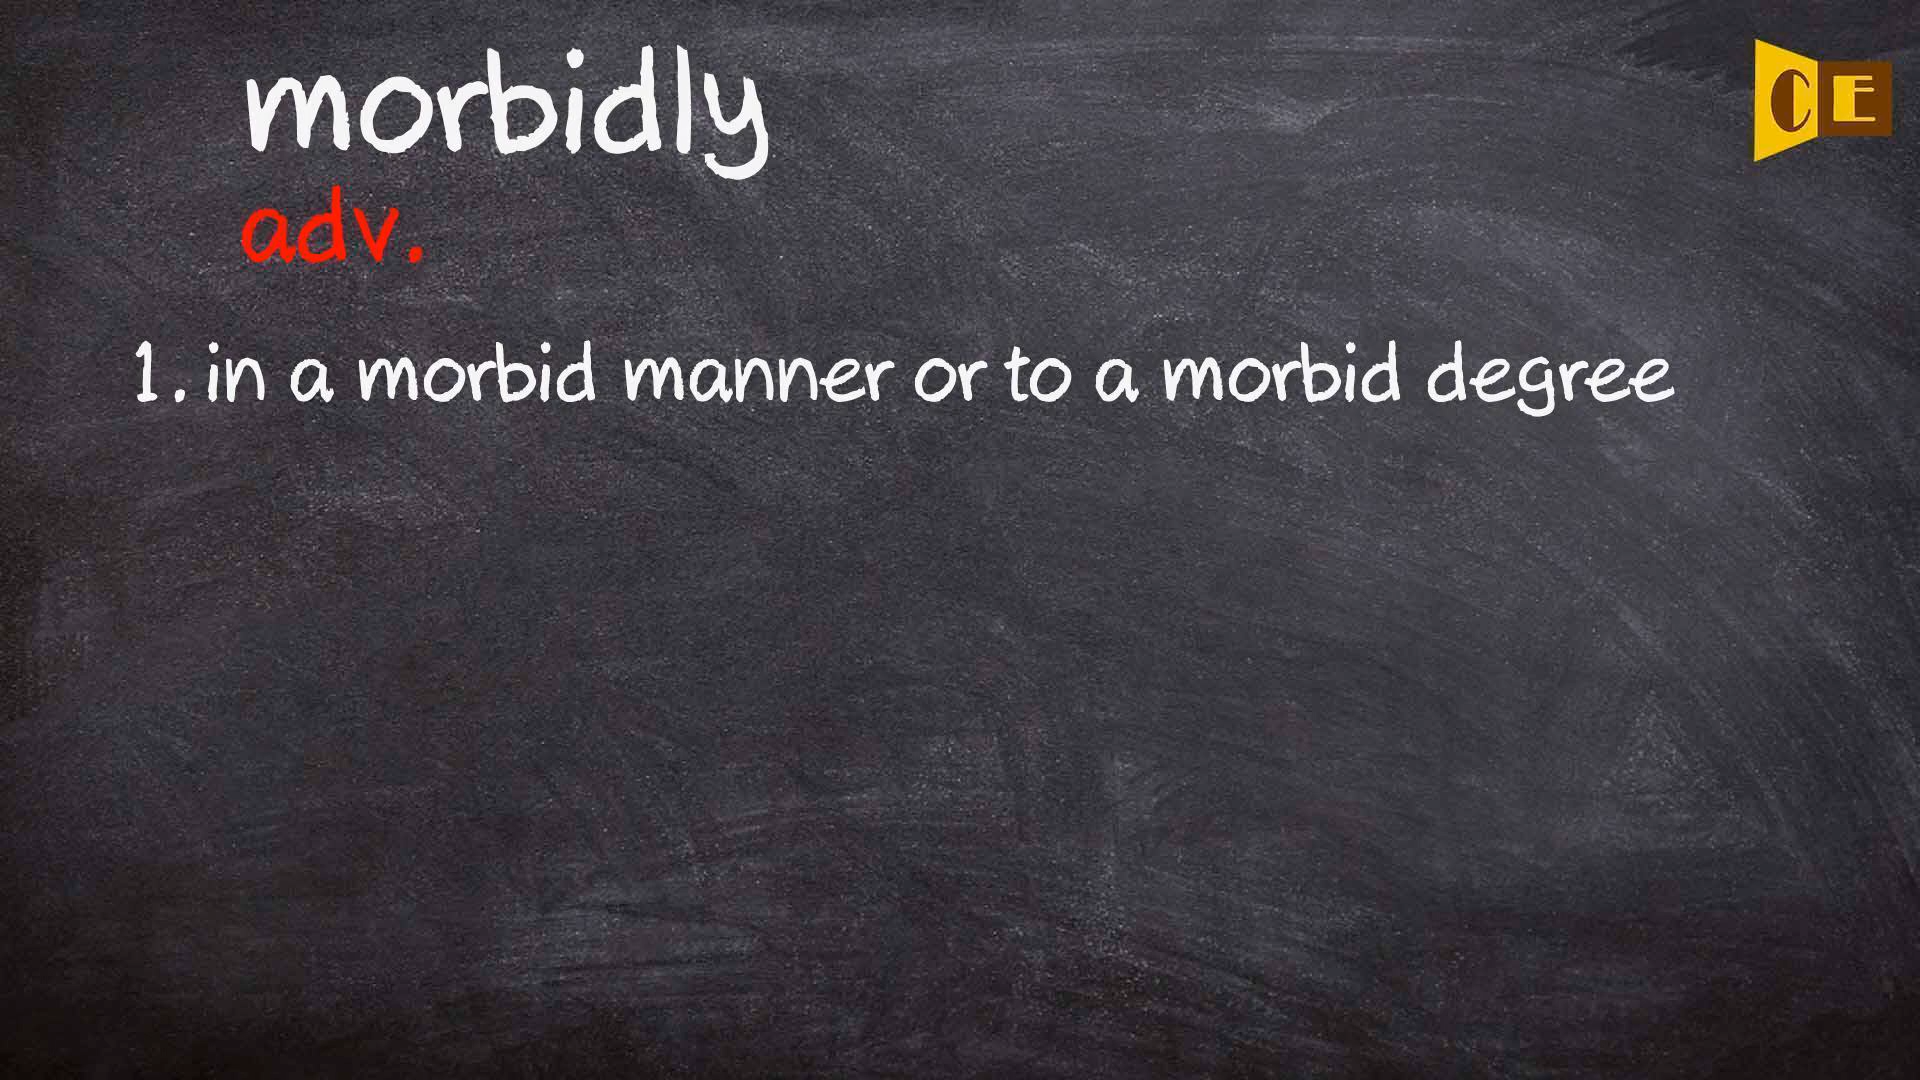 morbidly
CE
adv.
1. in a morbid manner or to a morbid degree